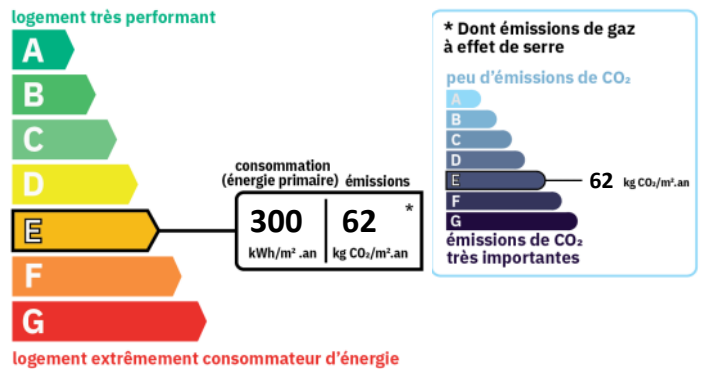 logement très performant
A
B
C
D
E
F
G
consommation
(énergie primaire) émissions
300 62 *
kWh/m² .an kg CO₂/m².an
logement extrêmement consommateur d’énergie
* Dont émissions de gaz
à effet de serre
peu d’émissions de CO₂
A
B
C
D
E 62 kg CO₂/m².an
F
G
émissions de CO₂
très importantes